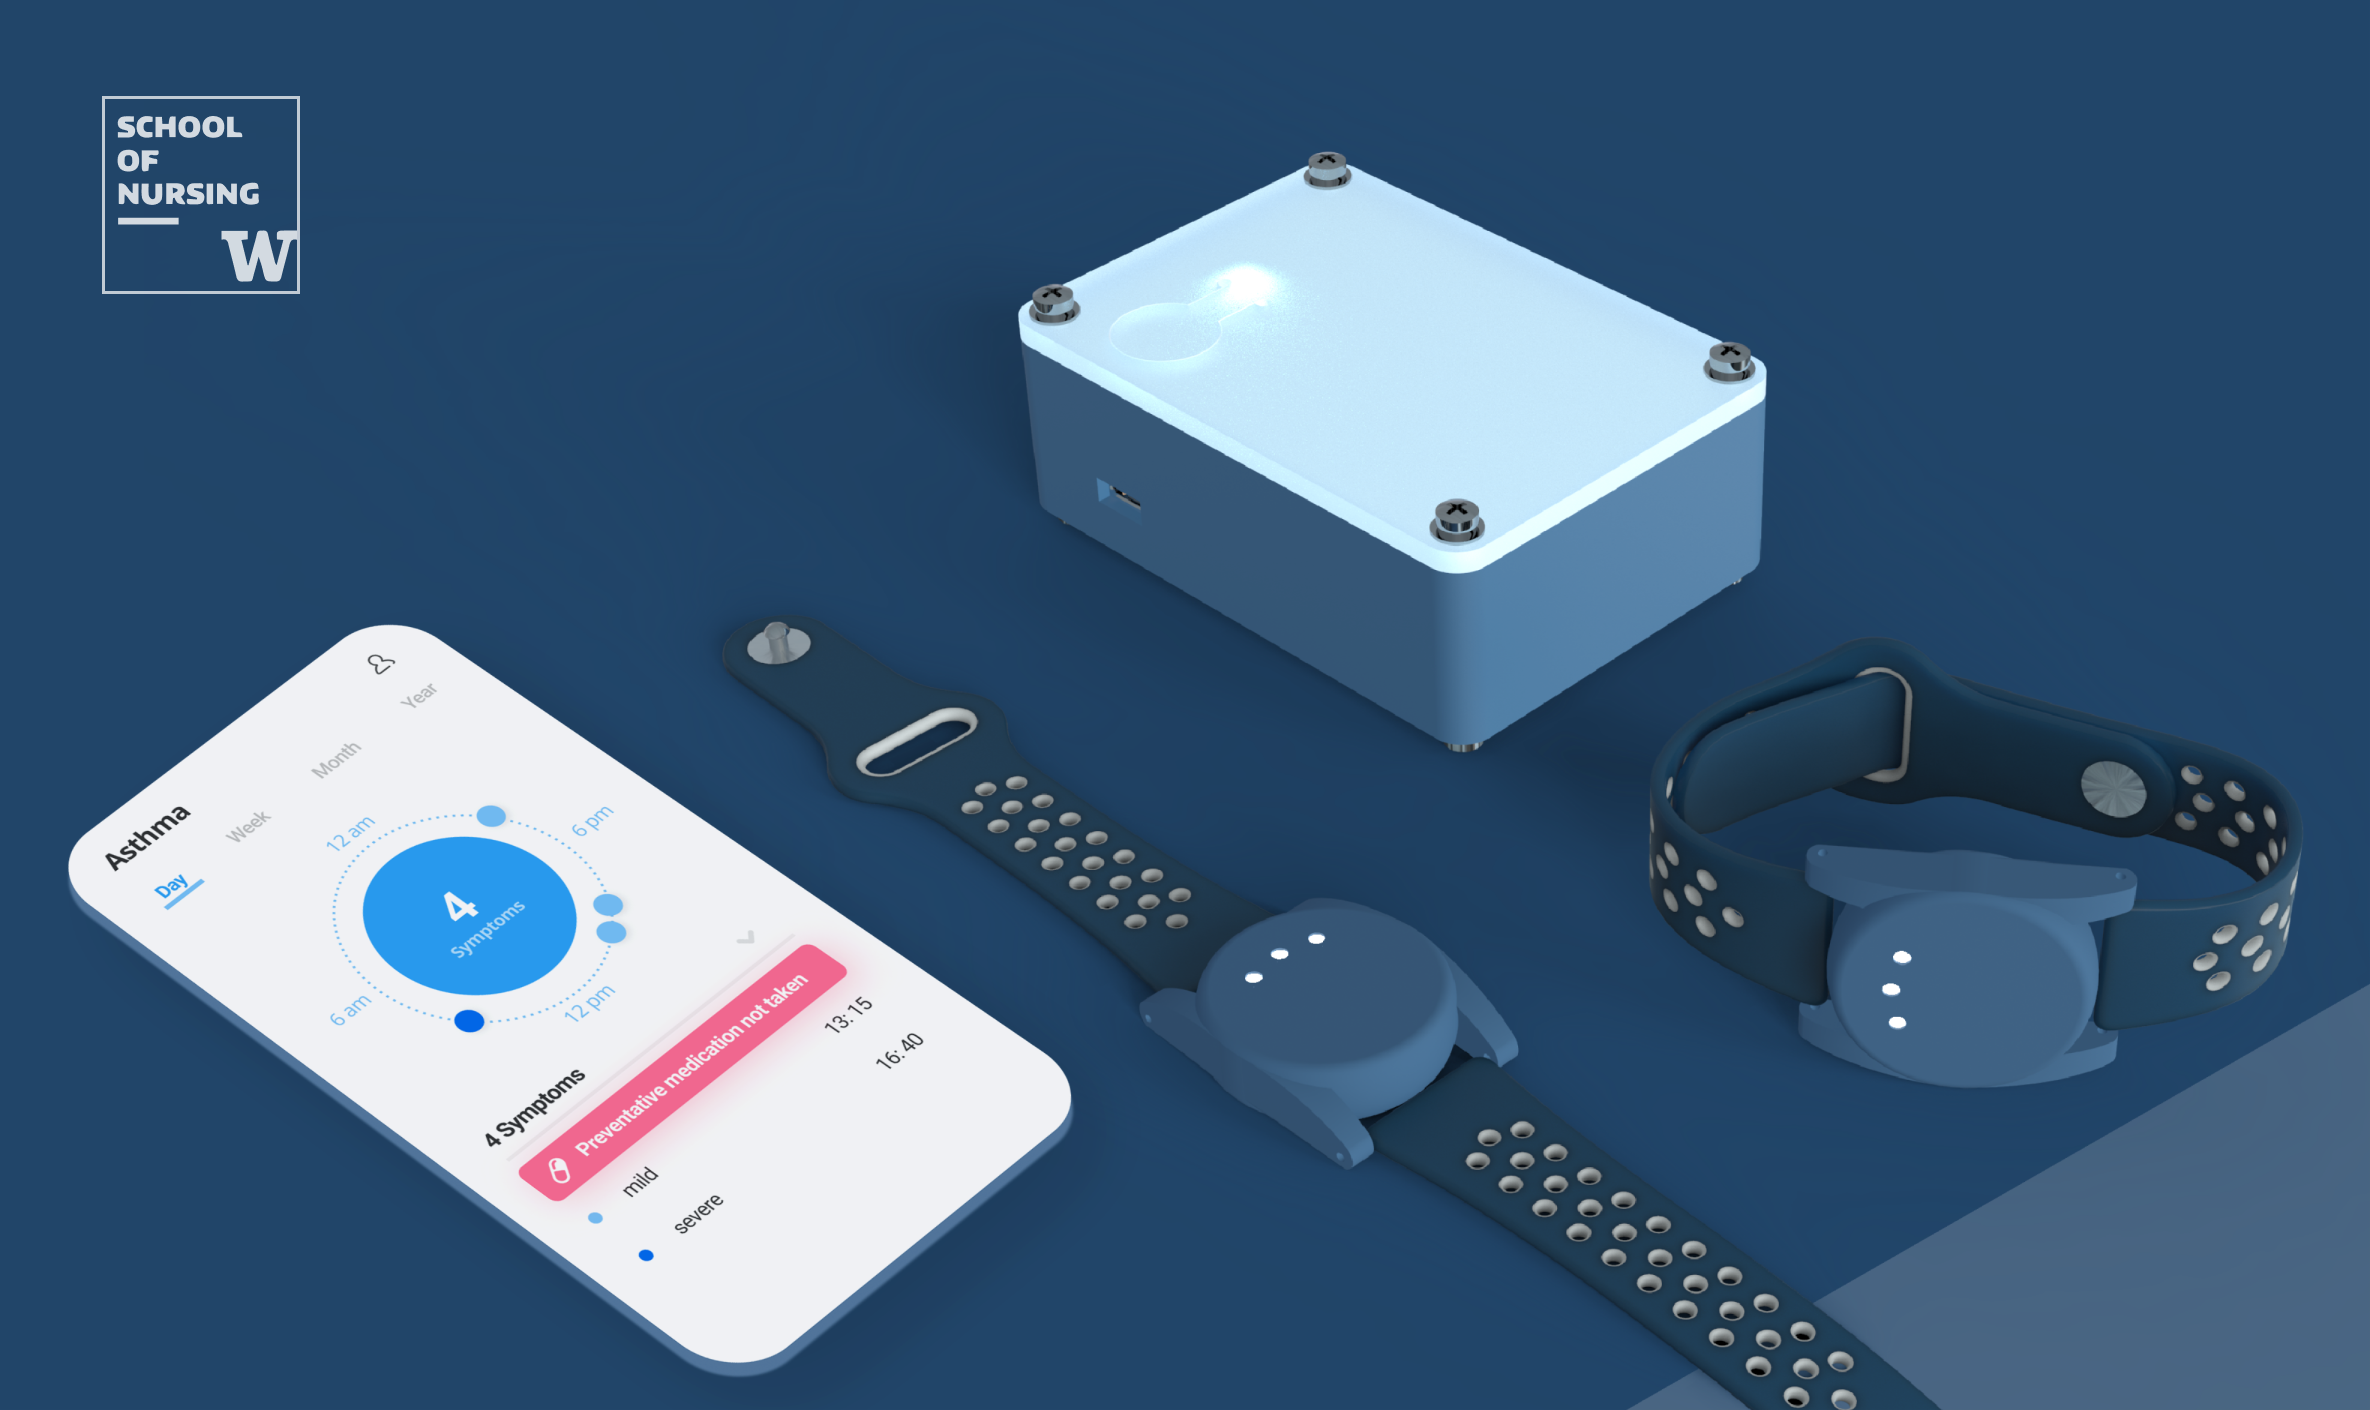 SCHOOL
OF
NURSING
W
Asthma
Day
Week
Month
Year
12 am
6 pm
6 am
12 pm
4
Symptoms
4 Symptoms
Preventative medication not taken
mild 13:15
severe 16:40